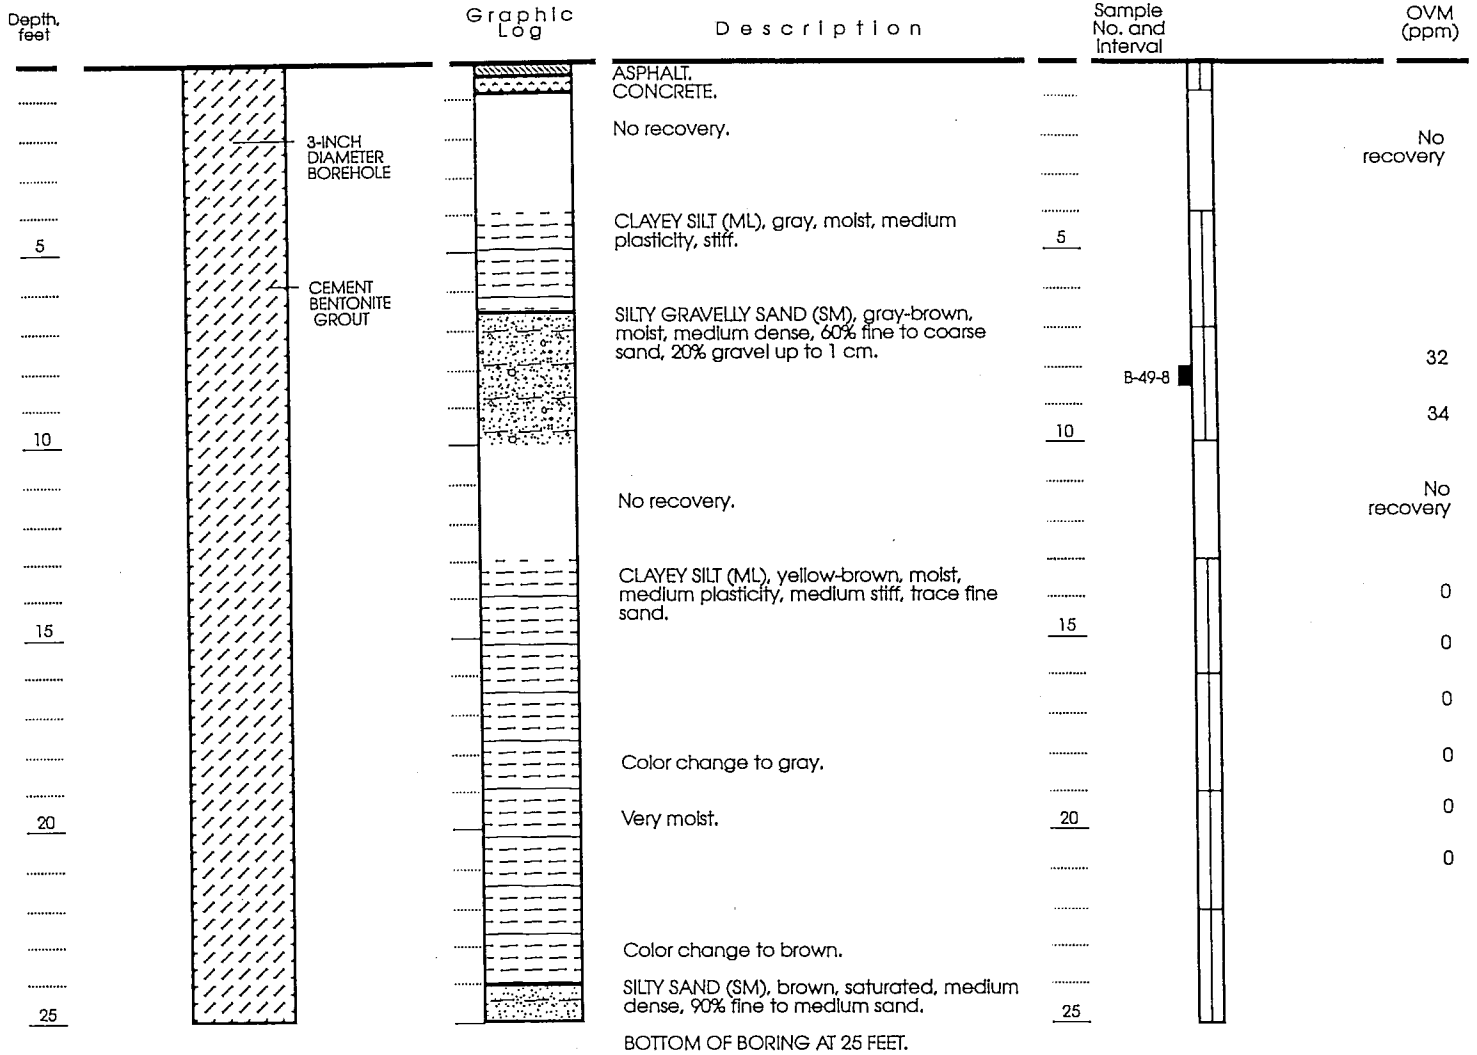 Depth,
feet
Graphic
Log
Description
Sample
No. and
Interval
OVM
(ppm)
ASPHALT.
CONCRETE.
No recovery.
No
recovery
3-INCH
DIAMETER
BOREHOLE
CLAYEY SILT (ML), gray, moist, medium
plasticity, stiff.
5
5
CEMENT
BENTONITE
GROUT
SILTY GRAVELLY SAND (SM), gray-brown,
moist, medium dense, 60% fine to coarse
sand, 20% gravel up to 1 cm.
32
B-49-8
34
10
10
No recovery.
No
recovery
CLAYEY SILT (ML), yellow-brown, moist,
medium plasticity, medium stiff, trace fine
sand.
0
15
15
0
0
Color change to gray.
0
20
Very moist.
20
0
0
Color change to brown.
SILTY SAND (SM), brown, saturated, medium
dense, 90% fine to medium sand.
25
25
BOTTOM OF BORING AT 25 FEET.